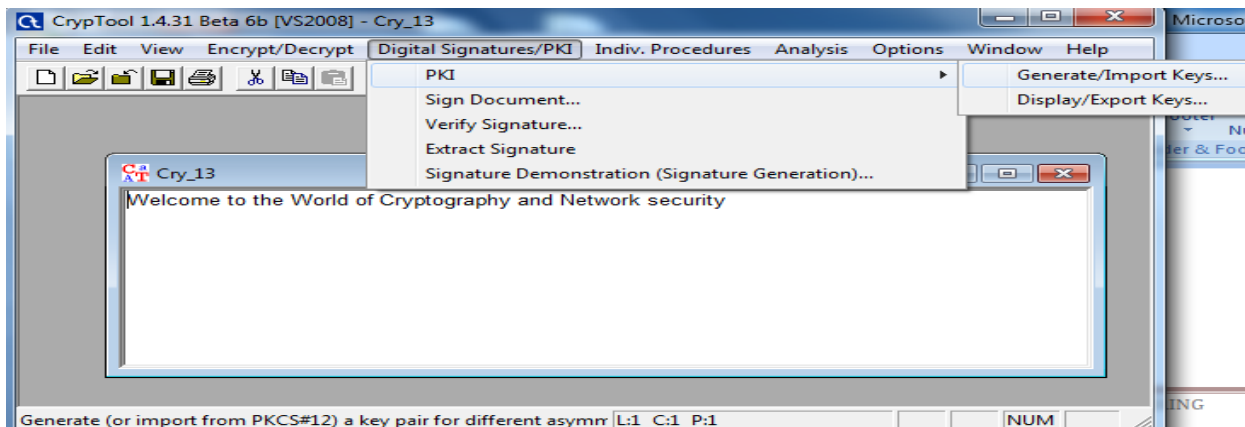 CrypTool 1.4.31 Beta 6b [VS2008] - Cry_13
Microso
File Edit View Encrypt/Decrypt Digital Signatures/PKI Indiv. Procedures Analysis Options Window Help
PKI
Generate/Import Keys...
Sign Document...
Display/Export Keys...
Verify Signature...
Extract Signature
Signature Demonstration (Signature Generation)...
Cry_13
Welcome to the World of Cryptography and Network security
Generate (or import from PKCS#12) a key pair for different asymm L:1 C:1 P:1 NUM
ING